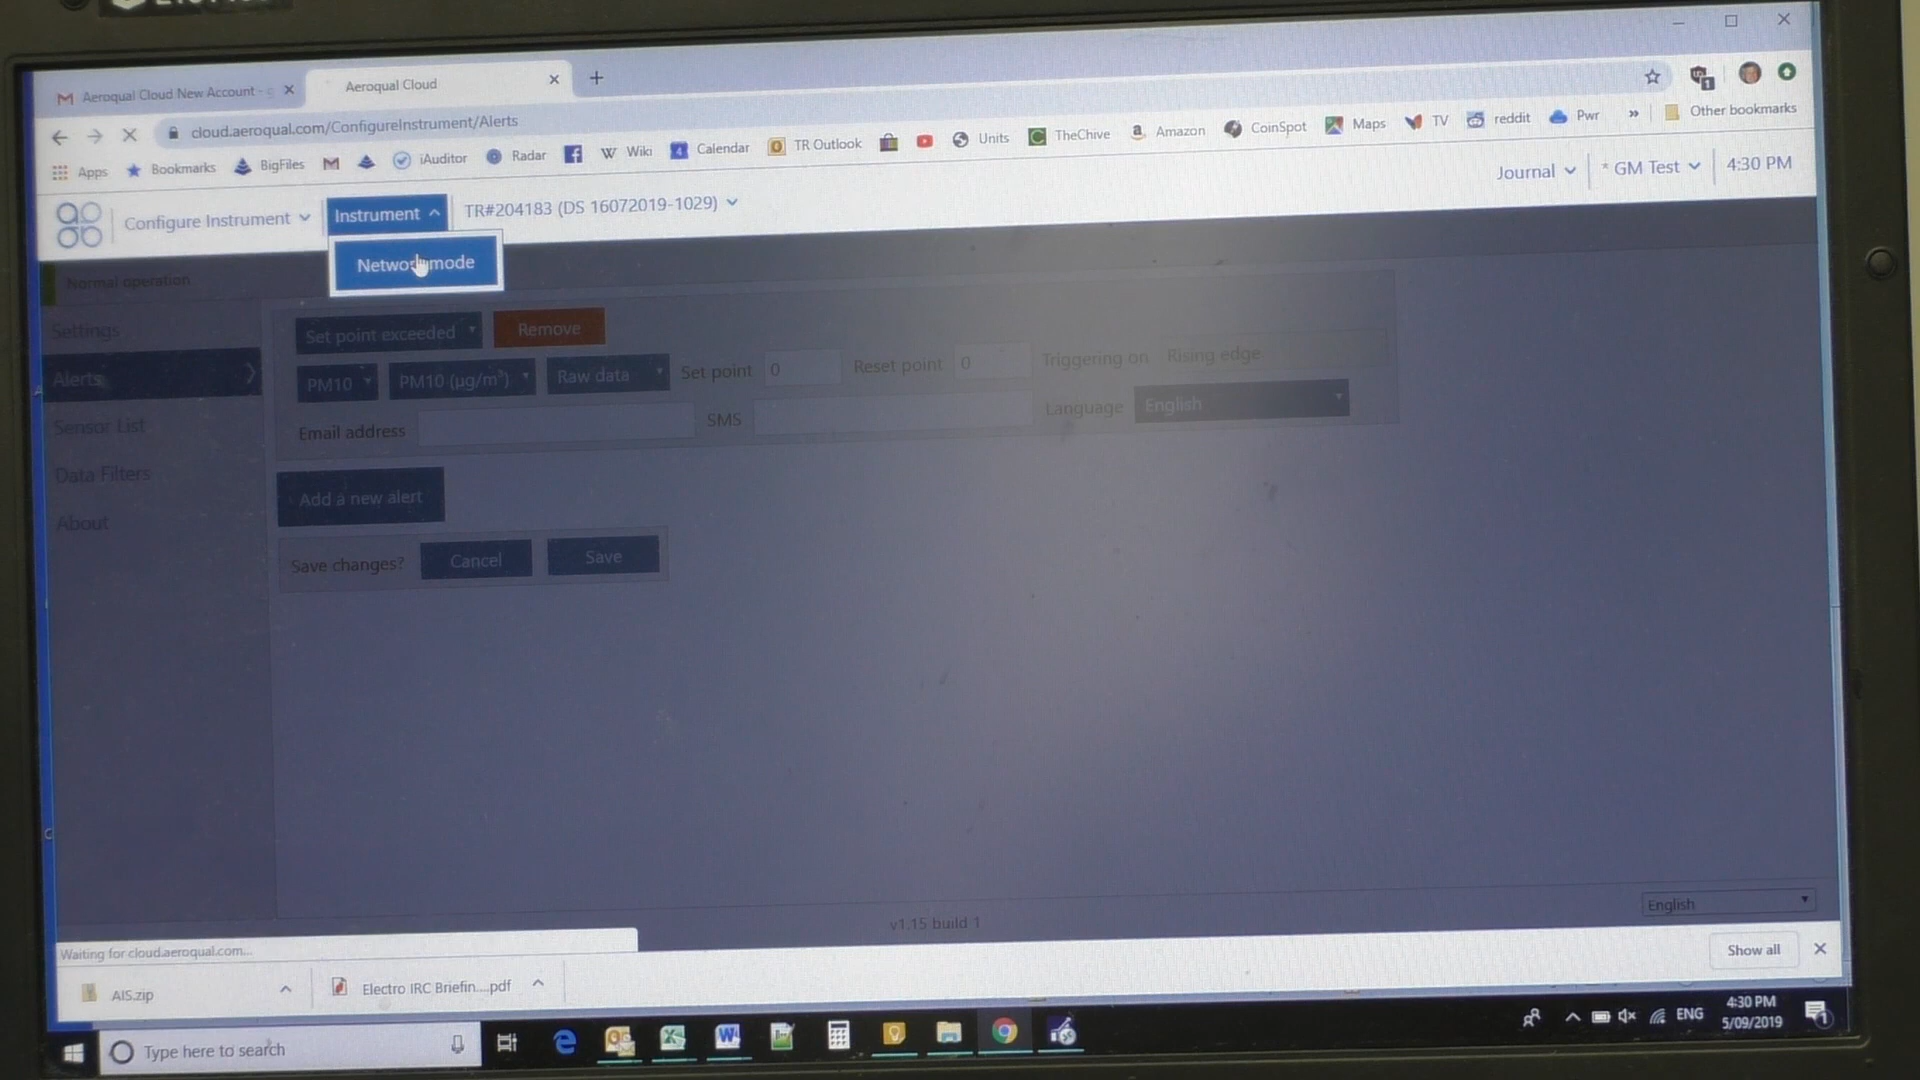 Aeroqual Cloud New Account - g
Aeroqual Cloud
cloud.aeroqual.com/ConfigureInstrument/Alerts
Apps Bookmarks BigFiles iAuditor Radar Wiki Calendar TR Outlook Units TheChive Amazon CoinSpot Maps TV reddit Pwr » Other bookmarks
Configure Instrument Instrument TR#204183 (DS 16072019-1029) Journal * GM Test 4:30 PM
Network mode
Normal operation
Settings
Alerts
Sensor List
Data Filters
About
Set point exceeded Remove
PM10 PM10 (µg/m³) Raw data Set point 0 Reset point 0 Triggering on Rising edge
Email address SMS Language English
Add a new alert
Save changes? Cancel Save
v1.15 build 1
English
Waiting for cloud.aeroqual.com...
AIS.zip
Electro IRC Briefin....pdf
Show all
Type here to search
ENG
4:30 PM
5/09/2019
1